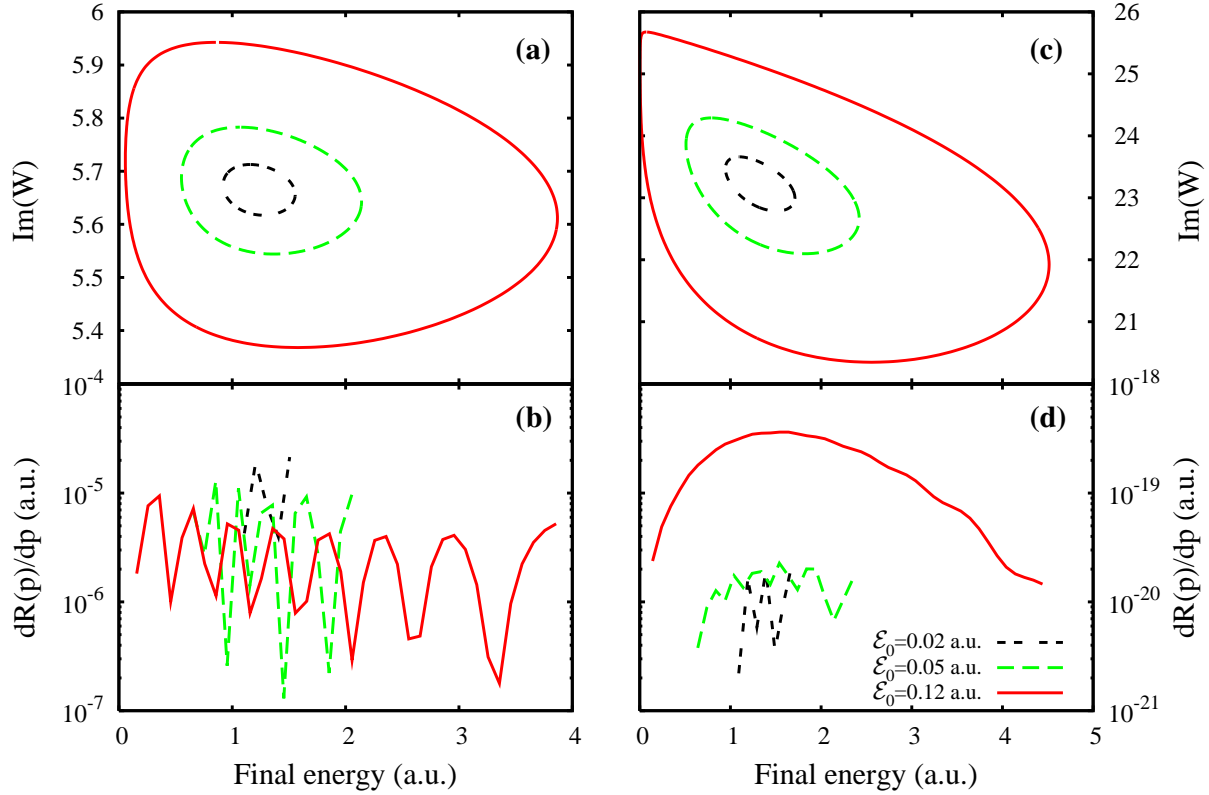 6
5.9
5.8
5.7
5.6
5.5
5.4
10-4
Im(W)
(a)
26
25
24
23
22
21
10-18
Im(W)
(c)
10-5
10-6
10-7
dR(p)/dp (a.u.)
(b)
0 1 2 3 4
Final energy (a.u.)
10-19
10-20
10-21
dR(p)/dp (a.u.)
(d)
ℰ0=0.02 a.u.
ℰ0=0.05 a.u.
ℰ0=0.12 a.u.
0 1 2 3 4 5
Final energy (a.u.)